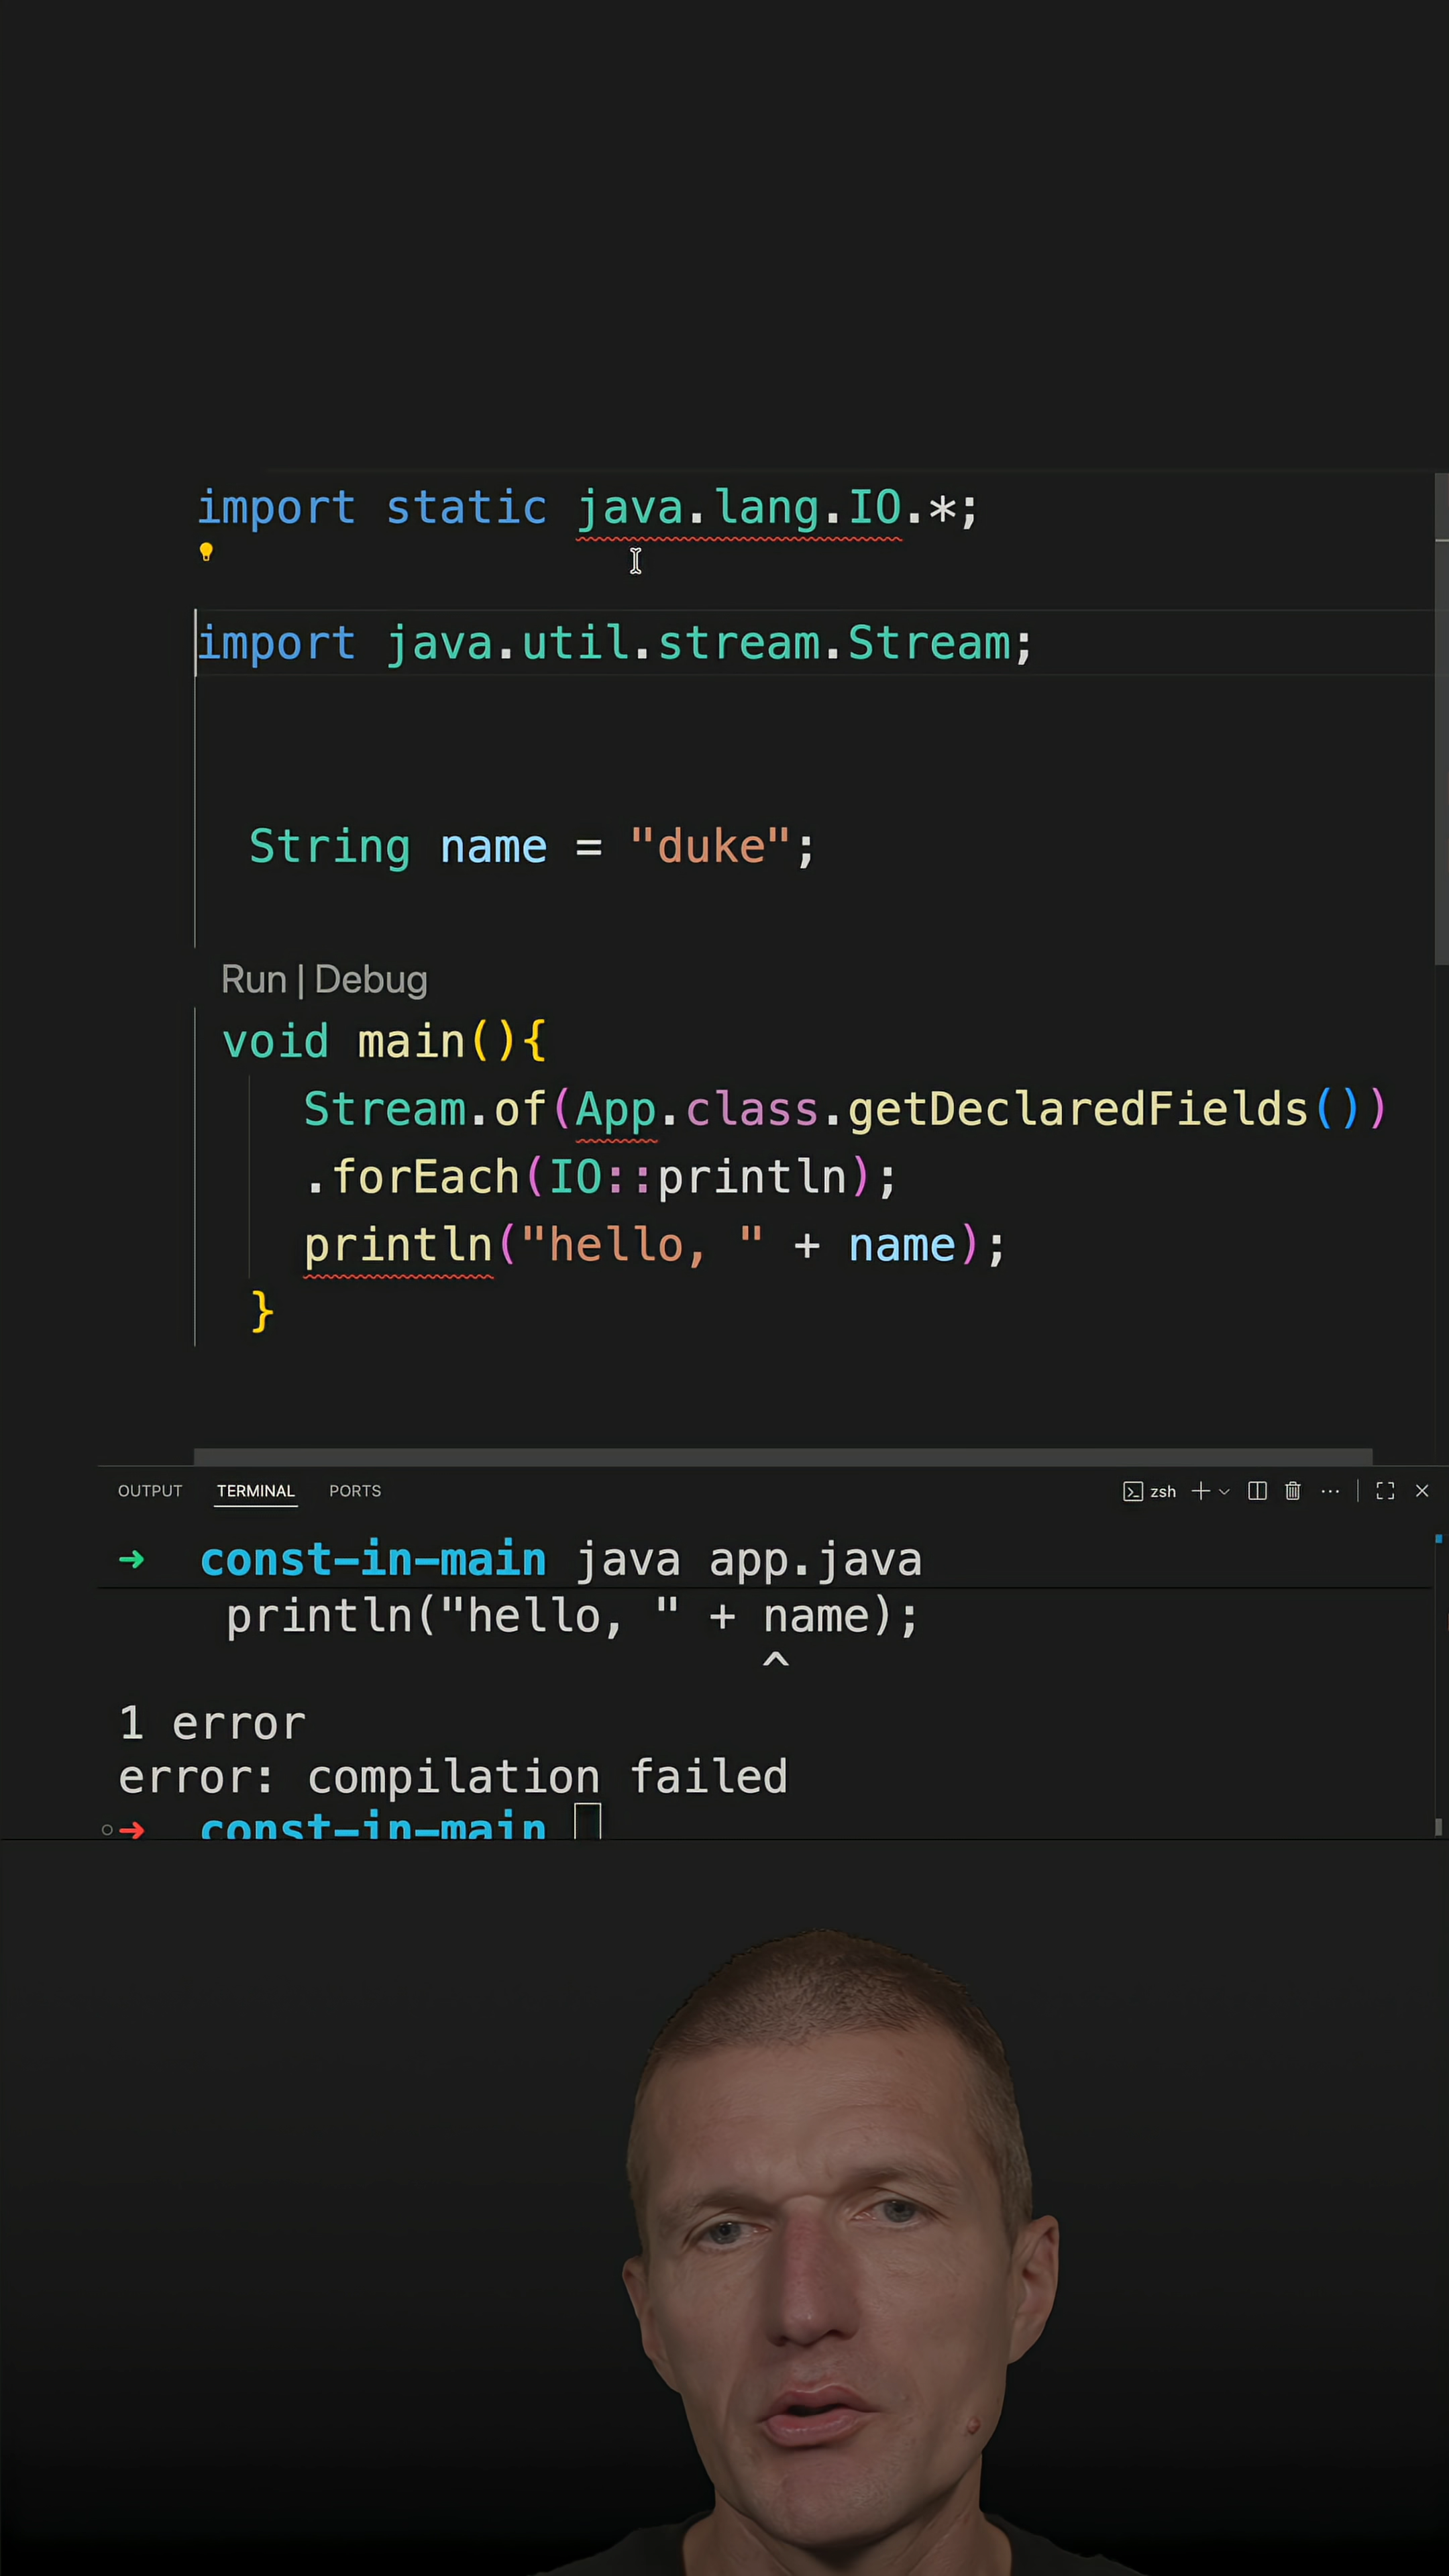 import static java.lang.IO.*;
import java.util.stream.Stream;
String name = "duke";
Run | Debug
void main(){
Stream.of(App.class.getDeclaredFields())
.forEach(IO::println);
println("hello, " + name);
}
OUTPUT TERMINAL PORTS zsh
➜ const-in-main java app.java
println("hello, " + name);
^
1 error
error: compilation failed
➜ const-in-main